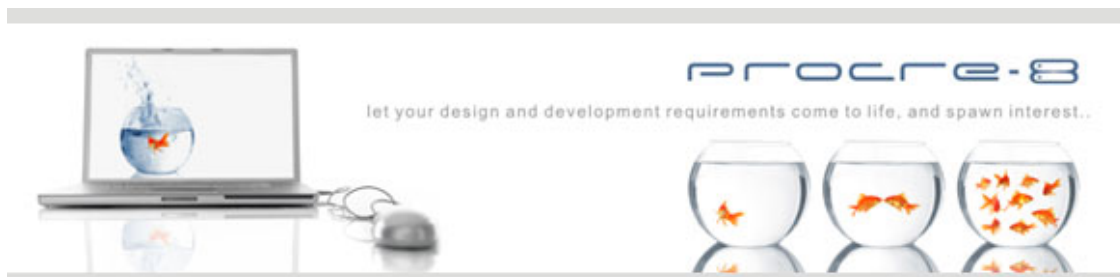 procre-8
let your design and development requirements come to life, and spawn interest..